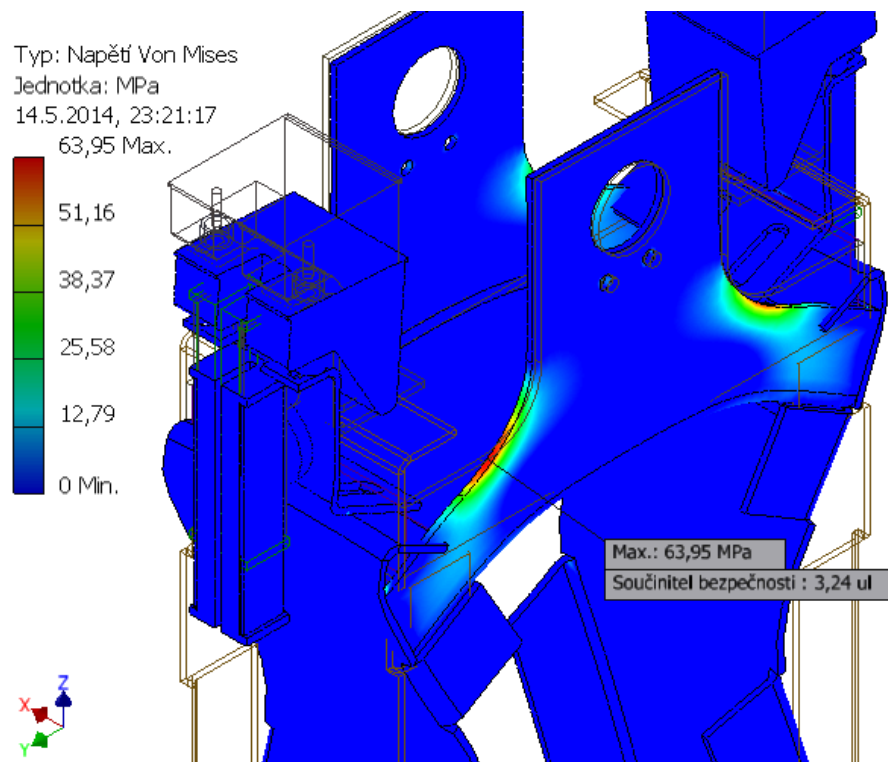 Typ: Napětí Von Mises
Jednotka: MPa
14.5.2014, 23:21:17
63,95 Max.
51,16
38,37
25,58
12,79
0 Min.
Max.: 63,95 MPa
Součinitel bezpečnosti : 3,24 ul
Z
X
Y